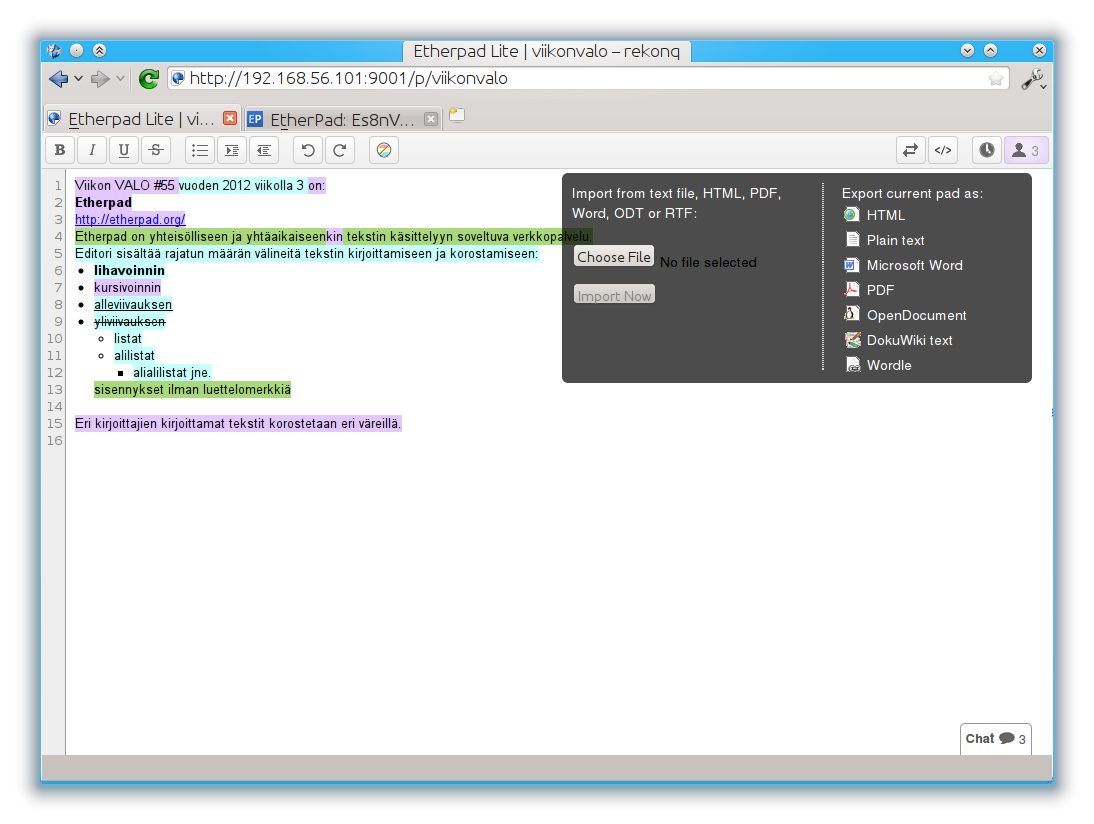 Etherpad Lite | viikonvalo – rekonq
http://192.168.56.101:9001/p/viikonvalo
Etherpad Lite | vi...
EtherPad: Es8nV...
B I U S </> 3
1 Viikon VALO #55 vuoden 2012 viikolla 3 on:
2 Etherpad
3 http://etherpad.org/
4 Etherpad on yhteisölliseen ja yhtäaikaiseenkin tekstin käsittelyyn soveltuva verkkopalvelu.
5 Editori sisältää rajatun määrän välineitä tekstin kirjoittamiseen ja korostamiseen:
6 lihavoinnin
7 kursivoinnin
8 alleviivauksen
9 yliviivauksen
10 listat
11 alilistat
12 alialilistat jne.
13 sisennykset ilman luettelomerkkiä
14
15 Eri kirjoittajien kirjoittamat tekstit korostetaan eri väreillä.
16
Import from text file, HTML, PDF,
Word, ODT or RTF:
Choose File No file selected
Import Now
Export current pad as:
HTML
Plain text
Microsoft Word
PDF
OpenDocument
DokuWiki text
Wordle
Chat 3